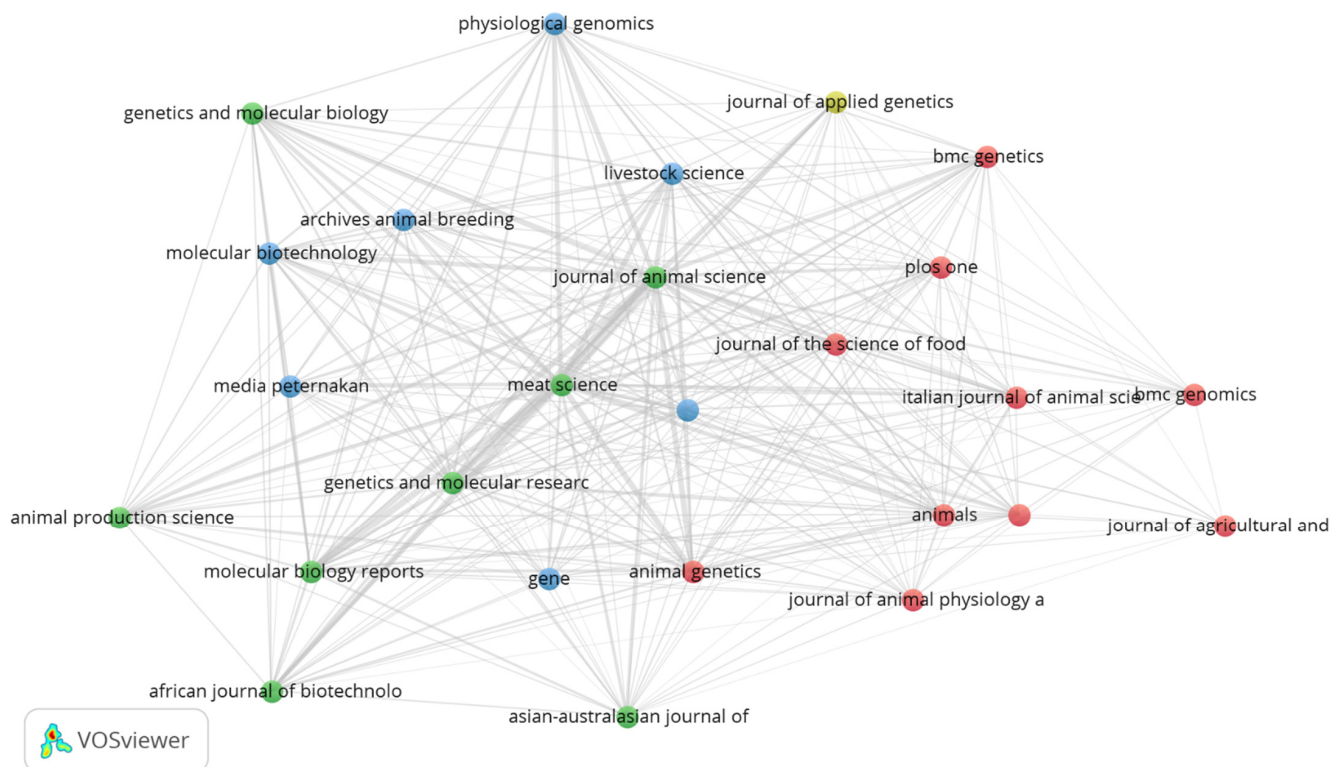 physiological genomics
journal of applied genetics
genetics and molecular biology
bmc genetics
livestock science
archives animal breeding
molecular biotechnology
plos one
journal of animal science
journal of the science of food
media peternakan
meat science
italian journal of animal scie
bmc genomics
genetics and molecular researc
animal production science
animals
journal of agricultural and
molecular biology reports
gene
animal genetics
journal of animal physiology a
african journal of biotechnolo
asian-australasian journal of
VOSviewer